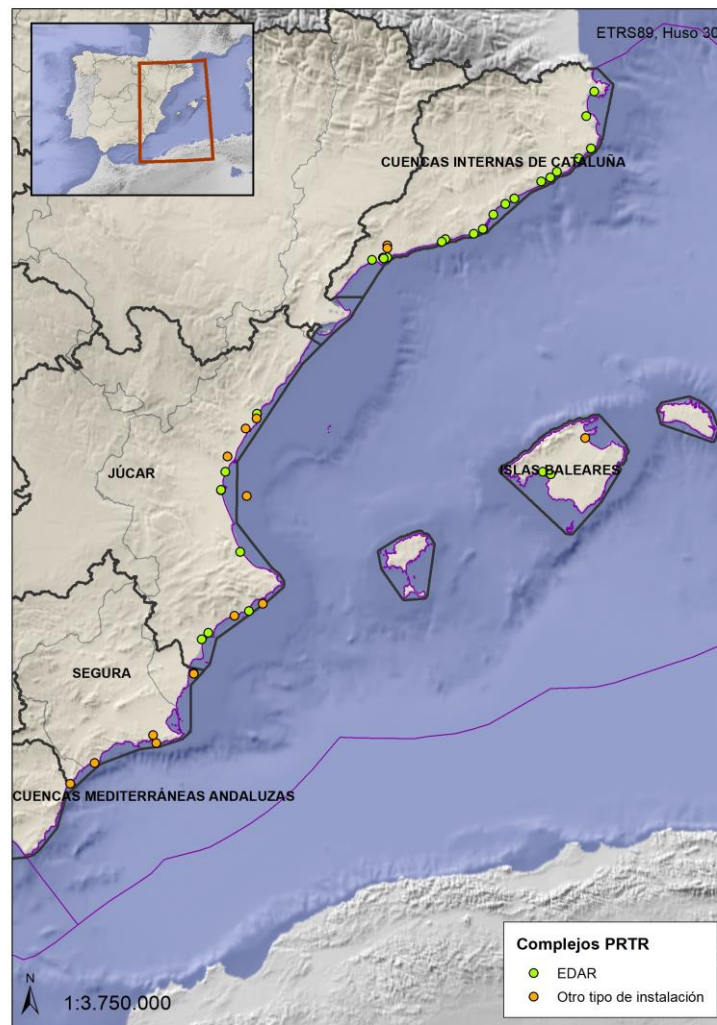 ETRS89, Huso 30
CUENCAS INTERNAS DE CATALUÑA
ISLAS BALEARES
JÚCAR
SEGURA
CUENCAS MEDITERRÁNEAS ANDALUZAS
Complejos PRTR
EDAR
Otro tipo de instalación
N
1:3.750.000